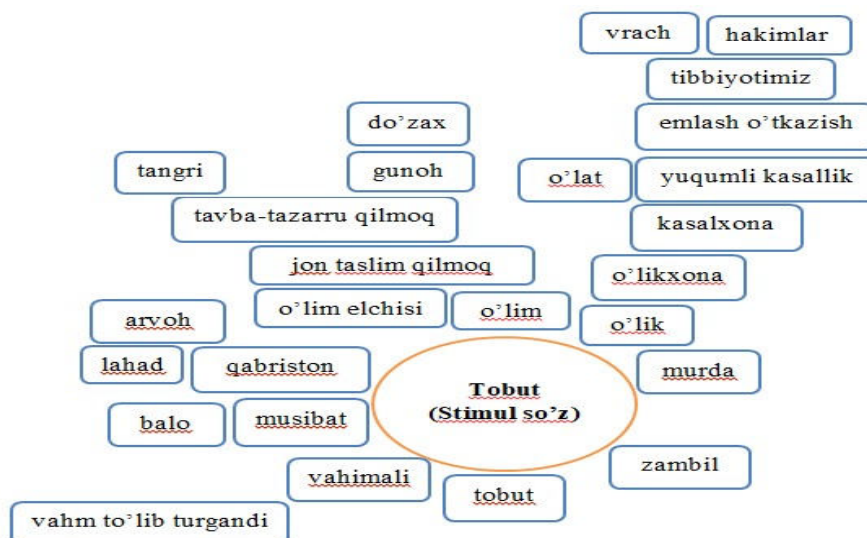 vrach
hakimlar
tibbiyotimiz
do’zax
emlash o’tkazish
tangri
gunoh
o’lat
yuqumli kasallik
tavba-tazarru qilmoq
kasalxona
jon taslim qilmoq
o’likxona
o’lim elchisi
o’lim
arvoh
o’lik
lahad
qabriston
murda
Tobut
(Stimul so’z)
balo
musibat
zambil
vahimali
tobut
vahm to’lib turgandi